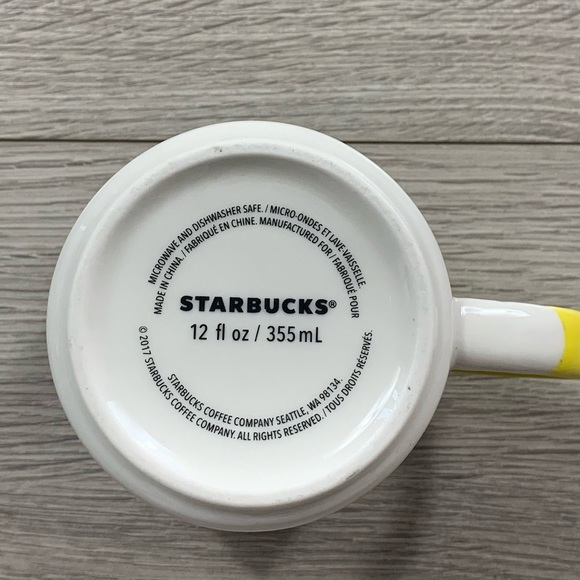 MICROWAVE AND DISHWASHER SAFE. / MICRO-ONDES ET LAVE-VAISSELLE.
MADE IN CHINA. / FABRIQUÉ EN CHINE. MANUFACTURED FOR / FABRIQUÉ POUR
STARBUCKS®
12 fl oz / 355mL
STARBUCKS COFFEE COMPANY SEATTLE, WA 98134.
© 2017 STARBUCKS COFFEE COMPANY. ALL RIGHTS RESERVED. / TOUS DROITS RÉSERVÉS.